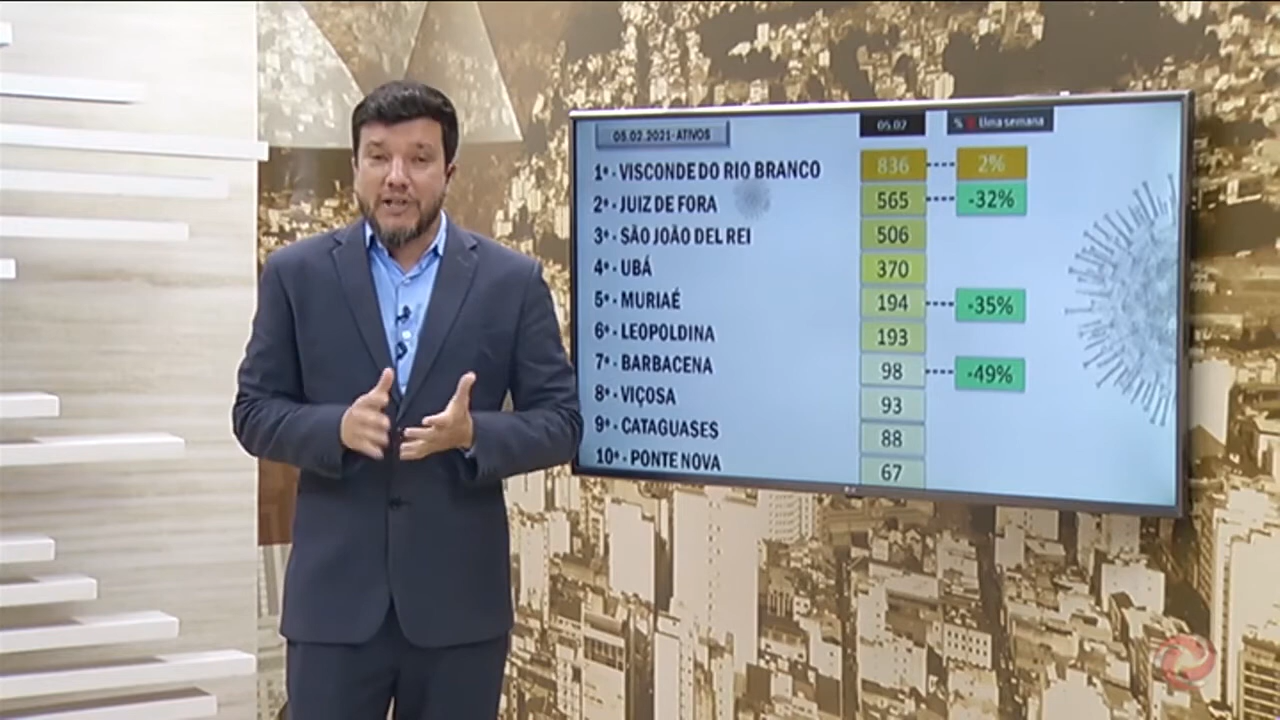 05.02.2021- ATIVOS 05.02 % Uma semana
1º - VISCONDE DO RIO BRANCO 836 2%
2º - JUIZ DE FORA 565 -32%
3º - SÃO JOÃO DEL REI 506
4º - UBÁ 370
5º - MURIAÉ 194 -35%
6º - LEOPOLDINA 193
7º - BARBACENA 98 -49%
8º - VIÇOSA 93
9º - CATAGUASES 88
10º - PONTE NOVA 67